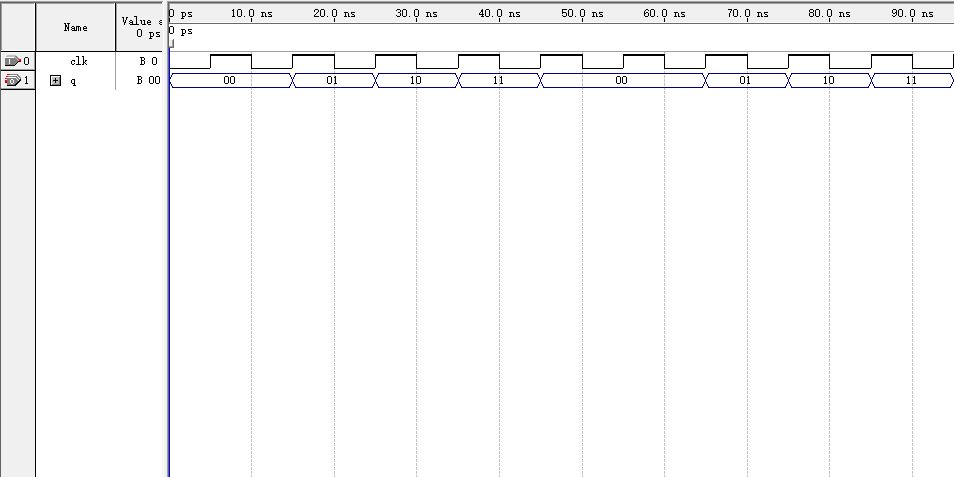 Name
Value a
0 ps
0 ps 10.0 ns 20.0 ns 30.0 ns 40.0 ns 50.0 ns 60.0 ns 70.0 ns 80.0 ns 90.0 ns
0 ps
0 clk B 0
1 q B 00 00 01 10 11 00 01 10 11